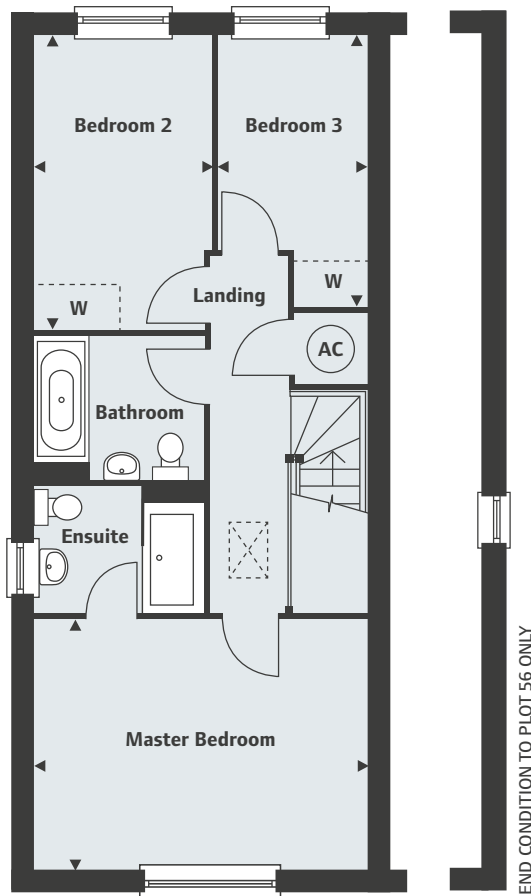 Bedroom 2
Bedroom 3
W
W
Landing
AC
Bathroom
Ensuite
Master Bedroom
END CONDITION TO PLOT 56 ONLY